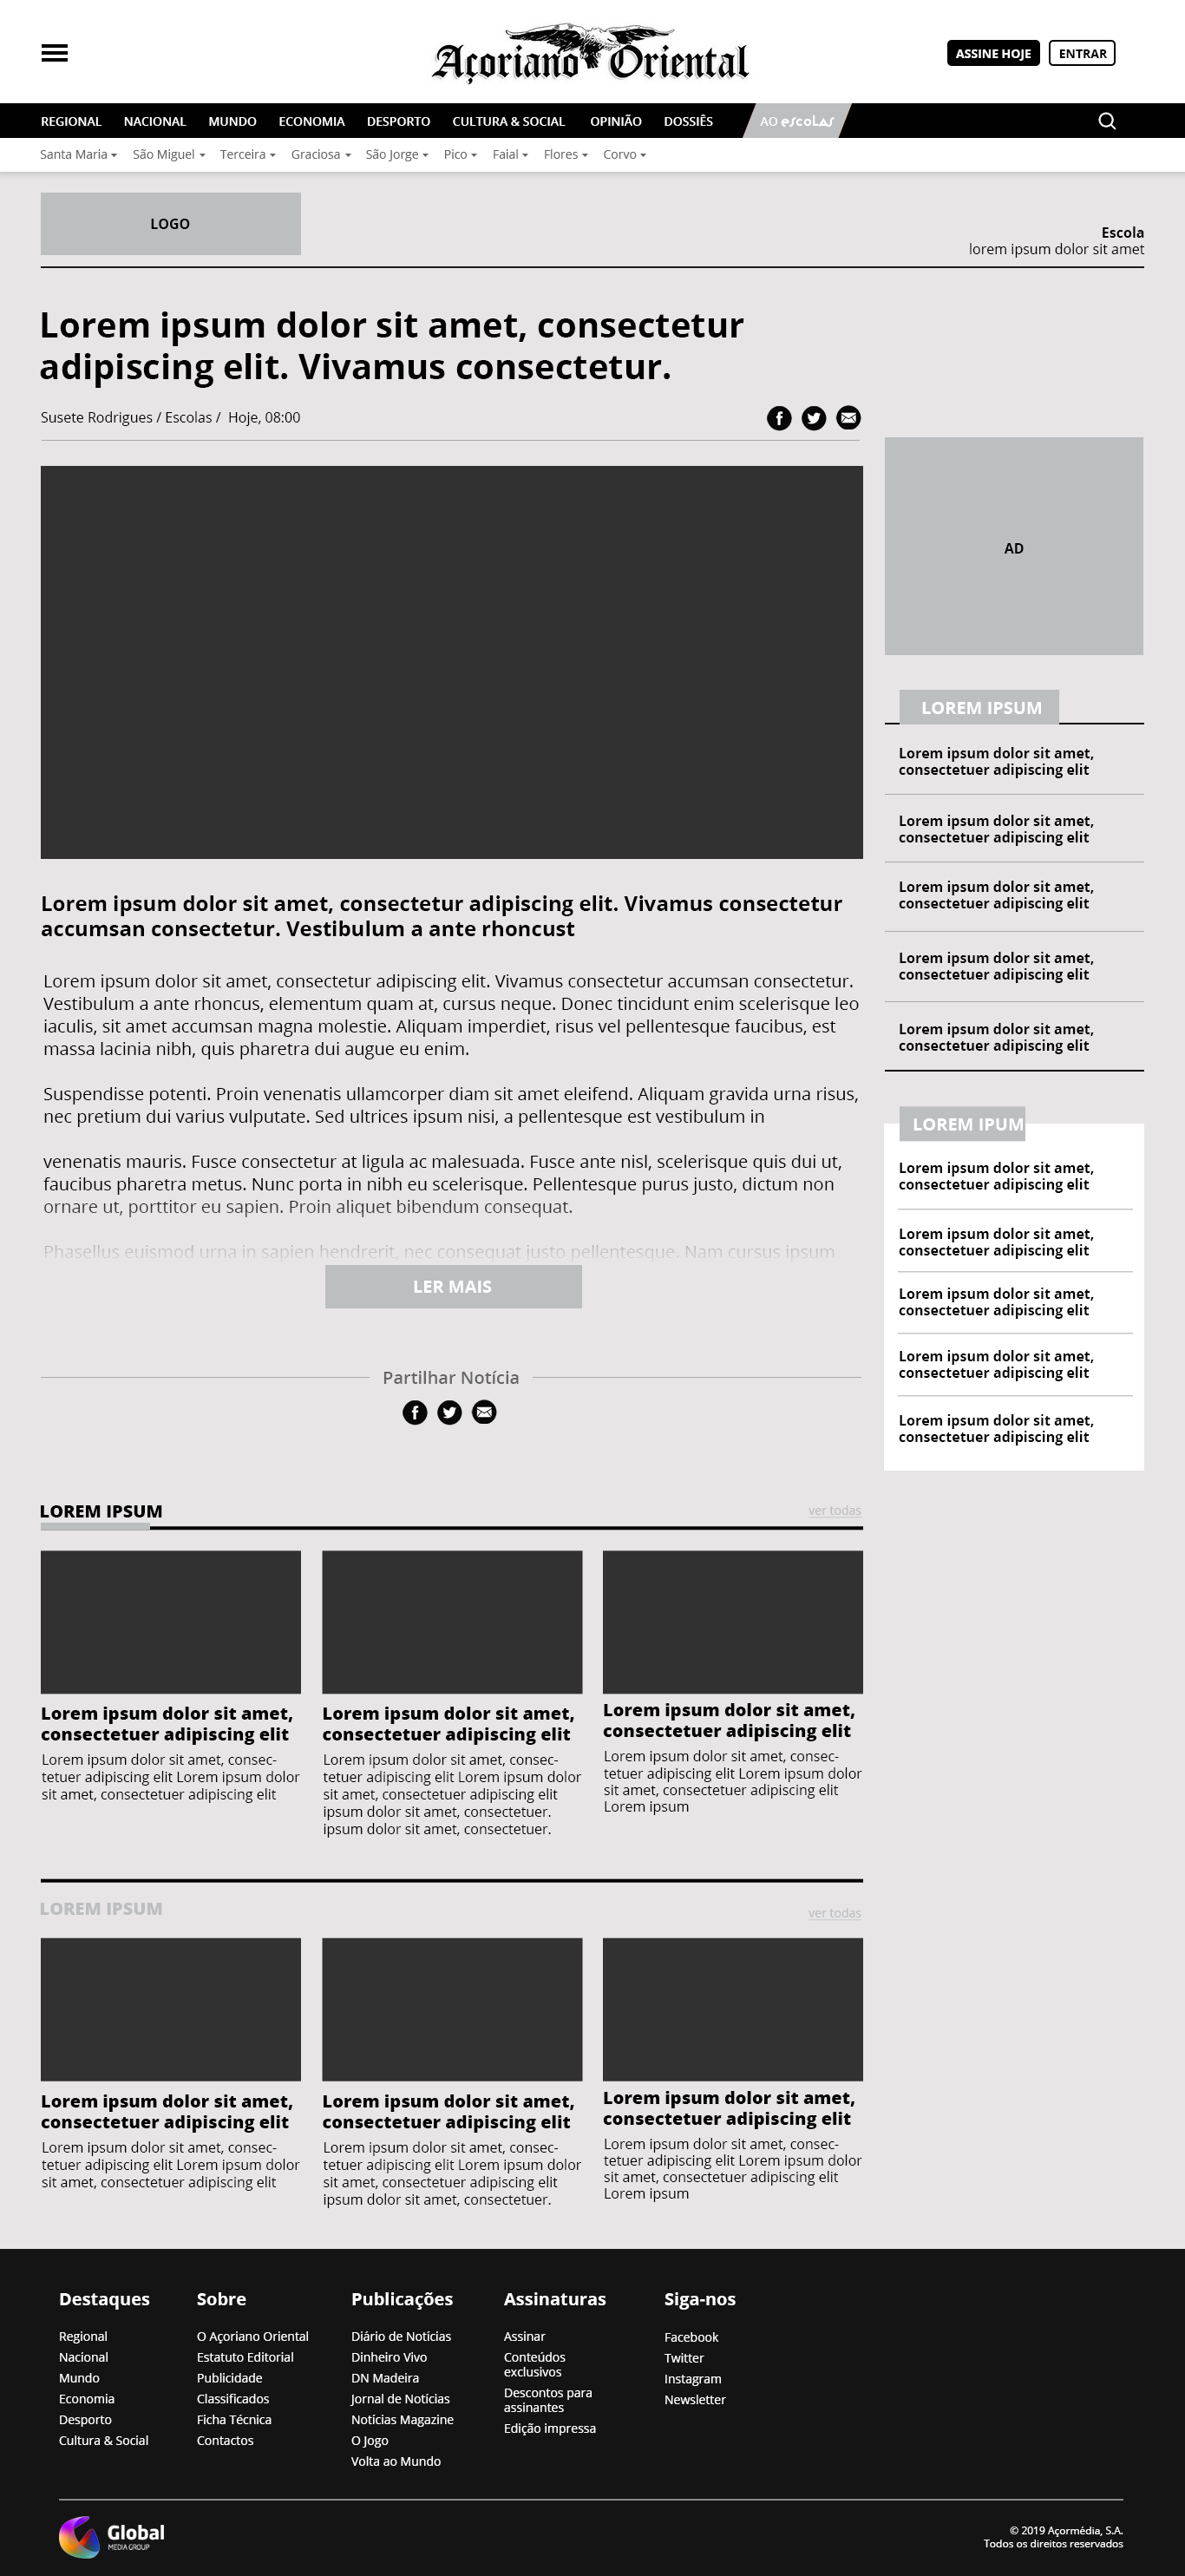 Açoriano Oriental
ASSINE HOJE
ENTRAR
REGIONAL NACIONAL MUNDO ECONOMIA DESPORTO CULTURA & SOCIAL OPINIÃO DOSSIÊS AO escolas
Santa Maria São Miguel Terceira Graciosa São Jorge Pico Faial Flores Corvo
LOGO
Escola
lorem ipsum dolor sit amet
Lorem ipsum dolor sit amet, consectetur
adipiscing elit. Vivamus consectetur.
Susete Rodrigues / Escolas / Hoje, 08:00
AD
LOREM IPSUM
Lorem ipsum dolor sit amet,
consectetuer adipiscing elit
Lorem ipsum dolor sit amet,
consectetuer adipiscing elit
Lorem ipsum dolor sit amet,
consectetuer adipiscing elit
Lorem ipsum dolor sit amet,
consectetuer adipiscing elit
Lorem ipsum dolor sit amet,
consectetuer adipiscing elit
LOREM IPUM
Lorem ipsum dolor sit amet,
consectetuer adipiscing elit
Lorem ipsum dolor sit amet,
consectetuer adipiscing elit
Lorem ipsum dolor sit amet,
consectetuer adipiscing elit
Lorem ipsum dolor sit amet,
consectetuer adipiscing elit
Lorem ipsum dolor sit amet,
consectetuer adipiscing elit
Lorem ipsum dolor sit amet, consectetur adipiscing elit. Vivamus consectetur
accumsan consectetur. Vestibulum a ante rhoncust
Lorem ipsum dolor sit amet, consectetur adipiscing elit. Vivamus consectetur accumsan consectetur.
Vestibulum a ante rhoncus, elementum quam at, cursus neque. Donec tincidunt enim scelerisque leo
iaculis, sit amet accumsan magna molestie. Aliquam imperdiet, risus vel pellentesque faucibus, est
massa lacinia nibh, quis pharetra dui augue eu enim.
Suspendisse potenti. Proin venenatis ullamcorper diam sit amet eleifend. Aliquam gravida urna risus,
nec pretium dui varius vulputate. Sed ultrices ipsum nisi, a pellentesque est vestibulum in
venenatis mauris. Fusce consectetur at ligula ac malesuada. Fusce ante nisl, scelerisque quis dui ut,
faucibus pharetra metus. Nunc porta in nibh eu scelerisque. Pellentesque purus justo, dictum non
ornare ut, porttitor eu sapien. Proin aliquet bibendum consequat.
Phasellus euismod urna in sapien hendrerit, nec consequat justo pellentesque. Nam cursus ipsum
LER MAIS
Partilhar Notícia
LOREM IPSUM
ver todas
Lorem ipsum dolor sit amet,
consectetuer adipiscing elit
Lorem ipsum dolor sit amet, consec-
tetuer adipiscing elit Lorem ipsum dolor
sit amet, consectetuer adipiscing elit
Lorem ipsum dolor sit amet,
consectetuer adipiscing elit
Lorem ipsum dolor sit amet, consec-
tetuer adipiscing elit Lorem ipsum dolor
sit amet, consectetuer adipiscing elit
ipsum dolor sit amet, consectetuer.
ipsum dolor sit amet, consectetuer.
Lorem ipsum dolor sit amet,
consectetuer adipiscing elit
Lorem ipsum dolor sit amet, consec-
tetuer adipiscing elit Lorem ipsum dolor
sit amet, consectetuer adipiscing elit
Lorem ipsum
LOREM IPSUM
ver todas
Lorem ipsum dolor sit amet,
consectetuer adipiscing elit
Lorem ipsum dolor sit amet, consec-
tetuer adipiscing elit Lorem ipsum dolor
sit amet, consectetuer adipiscing elit
Lorem ipsum dolor sit amet,
consectetuer adipiscing elit
Lorem ipsum dolor sit amet, consec-
tetuer adipiscing elit Lorem ipsum dolor
sit amet, consectetuer adipiscing elit
ipsum dolor sit amet, consectetuer.
Lorem ipsum dolor sit amet,
consectetuer adipiscing elit
Lorem ipsum dolor sit amet, consec-
tetuer adipiscing elit Lorem ipsum dolor
sit amet, consectetuer adipiscing elit
Lorem ipsum
Destaques
Regional
Nacional
Mundo
Economia
Desporto
Cultura & Social
Sobre
O Açoriano Oriental
Estatuto Editorial
Publicidade
Classificados
Ficha Técnica
Contactos
Publicações
Diário de Notícias
Dinheiro Vivo
DN Madeira
Jornal de Notícias
Noticias Magazine
O Jogo
Volta ao Mundo
Assinaturas
Assinar
Conteúdos
exclusivos
Descontos para
assinantes
Edição impressa
Siga-nos
Facebook
Twitter
Instagram
Newsletter
Global
MEDIA GROUP
© 2019 Açormédia, S.A.
Todos os direitos reservados